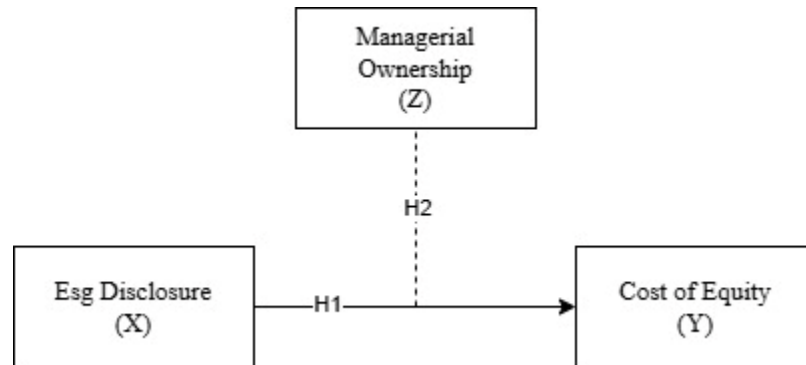 Managerial
Ownership
(Z)
H2
Esg Disclosure
(X)
H1
Cost of Equity
(Y)